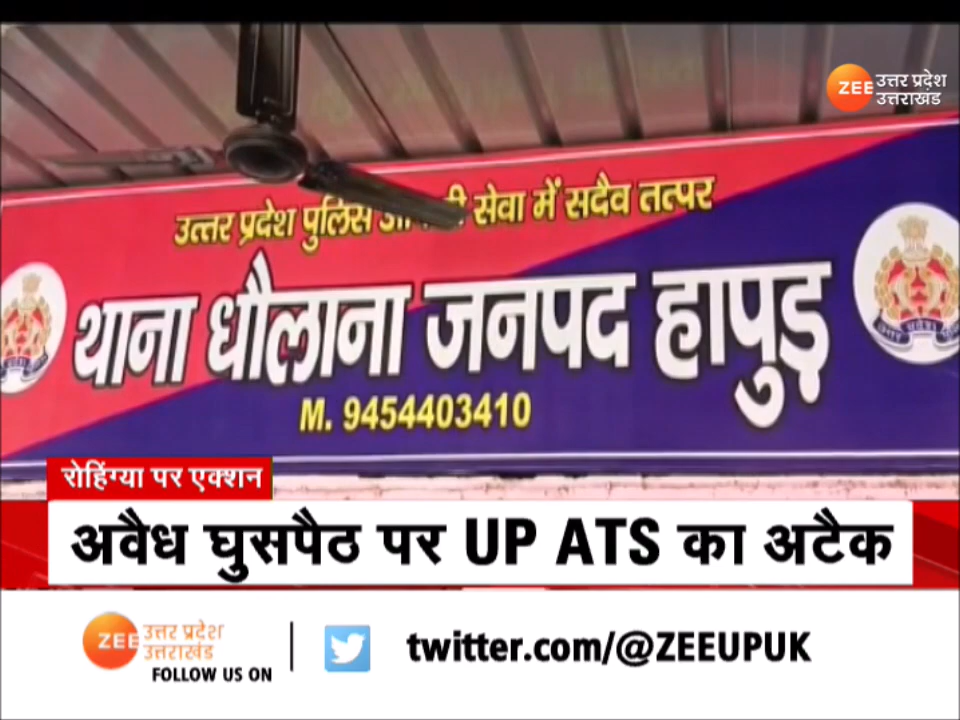 ZEE उत्तर प्रदेश
उत्तराखंड
उत्तर प्रदेश पुलिस सेवा में सदैव तत्पर
थाना धौलाना जनपद हापुड़
M. 9454403410
रोहिंग्या पर एक्शन
अवैध घुसपैठ पर UP ATS का अटैक
ZEE उत्तर प्रदेश
उत्तराखंड
FOLLOW US ON
twitter.com/@ZEEUPUK